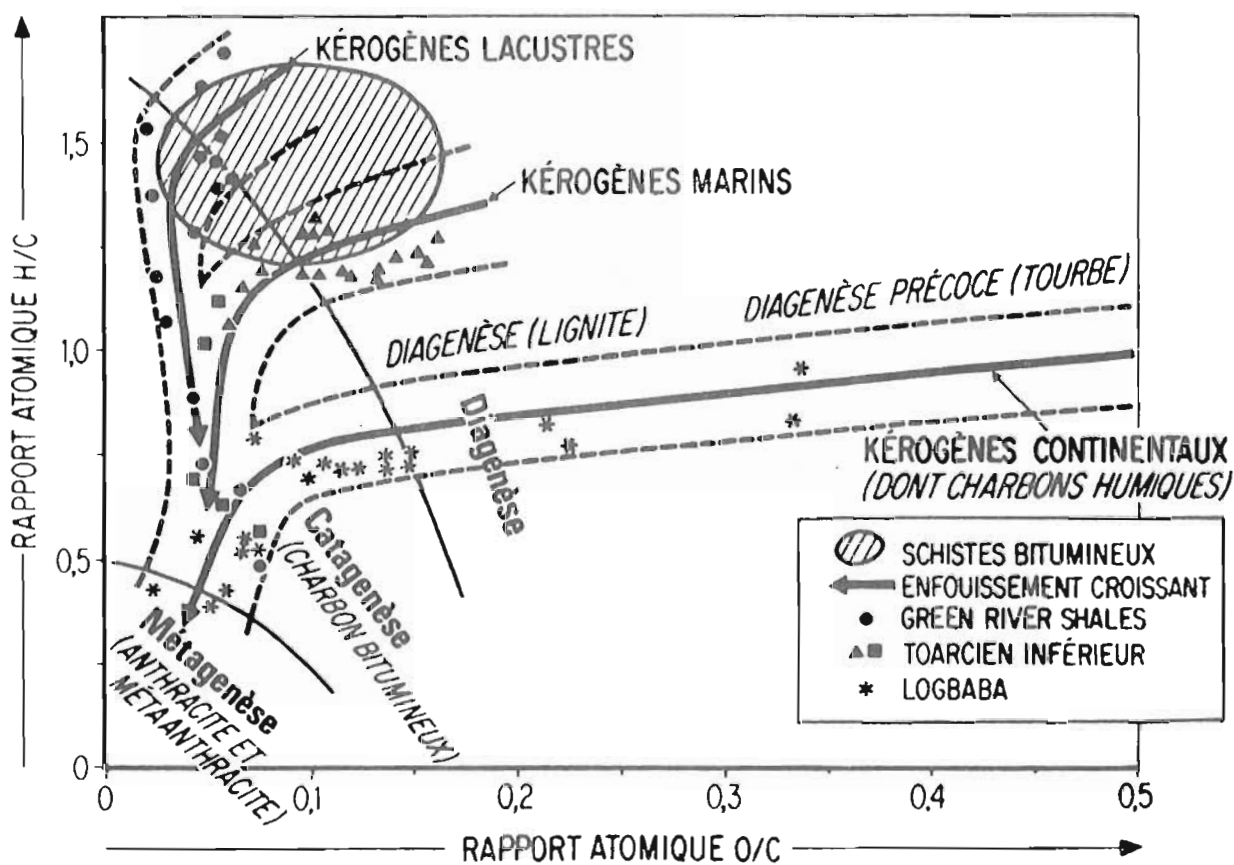 RAPPORT ATOMIQUE H/C
1,5
1,0
0,5
0
KÉROGÈNES LACUSTRES
KÉROGÈNES MARINS
DIAGENÈSE PRÉCOCE (TOURBE)
DIAGENÈSE (LIGNITE)
Diagenèse
KÉROGÈNES CONTINENTAUX
(DONT CHARBONS HUMIQUES)
Catagenèse
(CHARBON BITUMINEUX)
Métagenèse
(ANTHRACITE ET
MÉTAANTHRACITE)
SCHISTES BITUMINEUX
ENFOUISSEMENT CROISSANT
GREEN RIVER SHALES
TOARCIEN INFÉRIEUR
LOGBABA
0
0,1
0,2
0,3
0,4
0,5
RAPPORT ATOMIQUE O/C